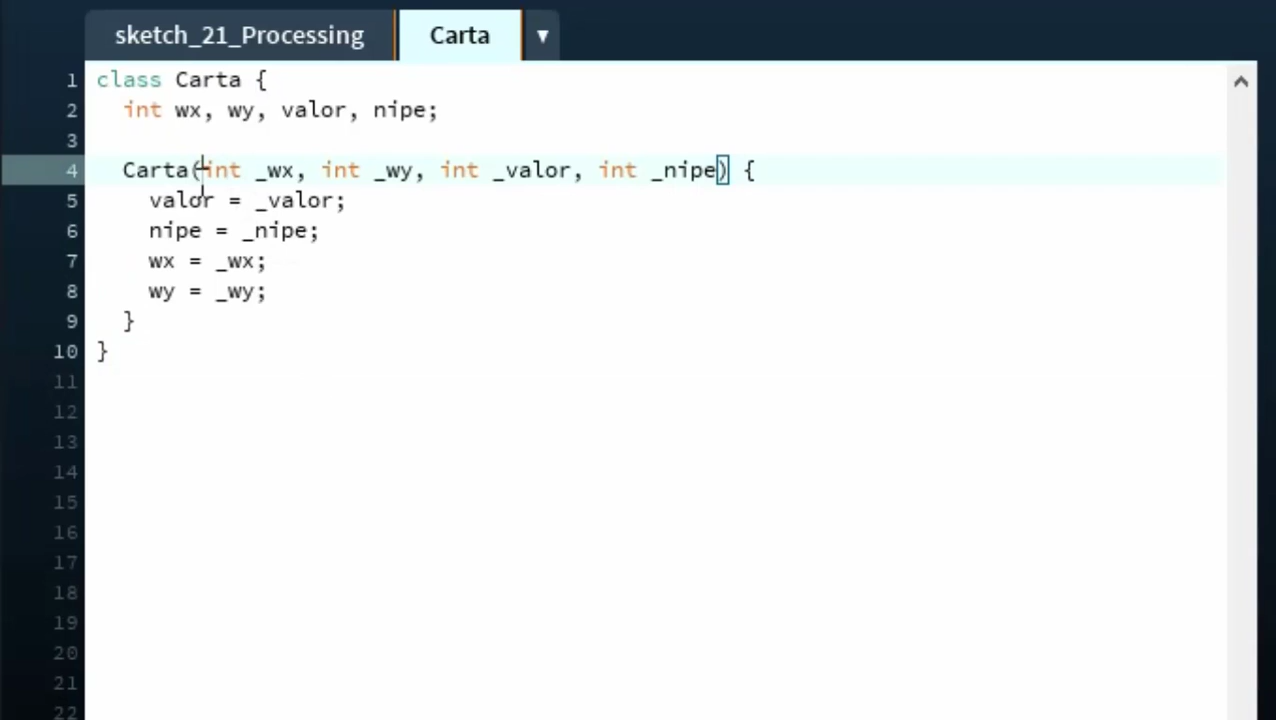 sketch_21_Processing Carta ▼
1 class Carta {
2 int wx, wy, valor, nipe;
3
4 Carta(int _wx, int _wy, int _valor, int _nipe) {
5 valor = _valor;
6 nipe = _nipe;
7 wx = _wx;
8 wy = _wy;
9 }
10 }
11
12
13
14
15
16
17
18
19
20
21
22